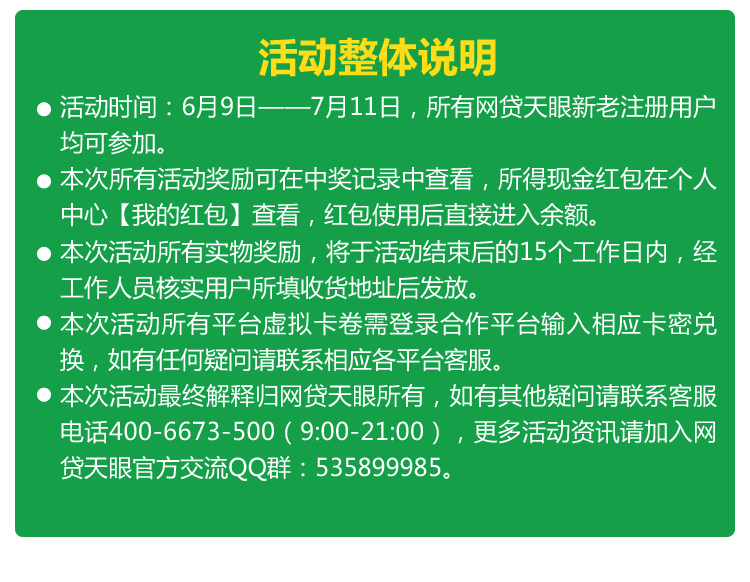 活动整体说明
● 活动时间：6月9日——7月11日，所有网贷天眼新老注册用户
均可参加。
● 本次所有活动奖励可在中奖记录中查看，所得现金红包在个人
中心【我的红包】查看，红包使用后直接进入余额。
● 本次活动所有实物奖励，将于活动结束后的15个工作日内，经
工作人员核实用户所填收货地址后发放。
● 本次活动所有平台虚拟卡卷需登录合作平台输入相应卡密兑
换，如有任何疑问请联系相应各平台客服。
● 本次活动最终解释归网贷天眼所有，如有其他疑问请联系客服
电话400-6673-500（9:00-21:00），更多活动资讯请加入网
贷天眼官方交流QQ群：535899985。